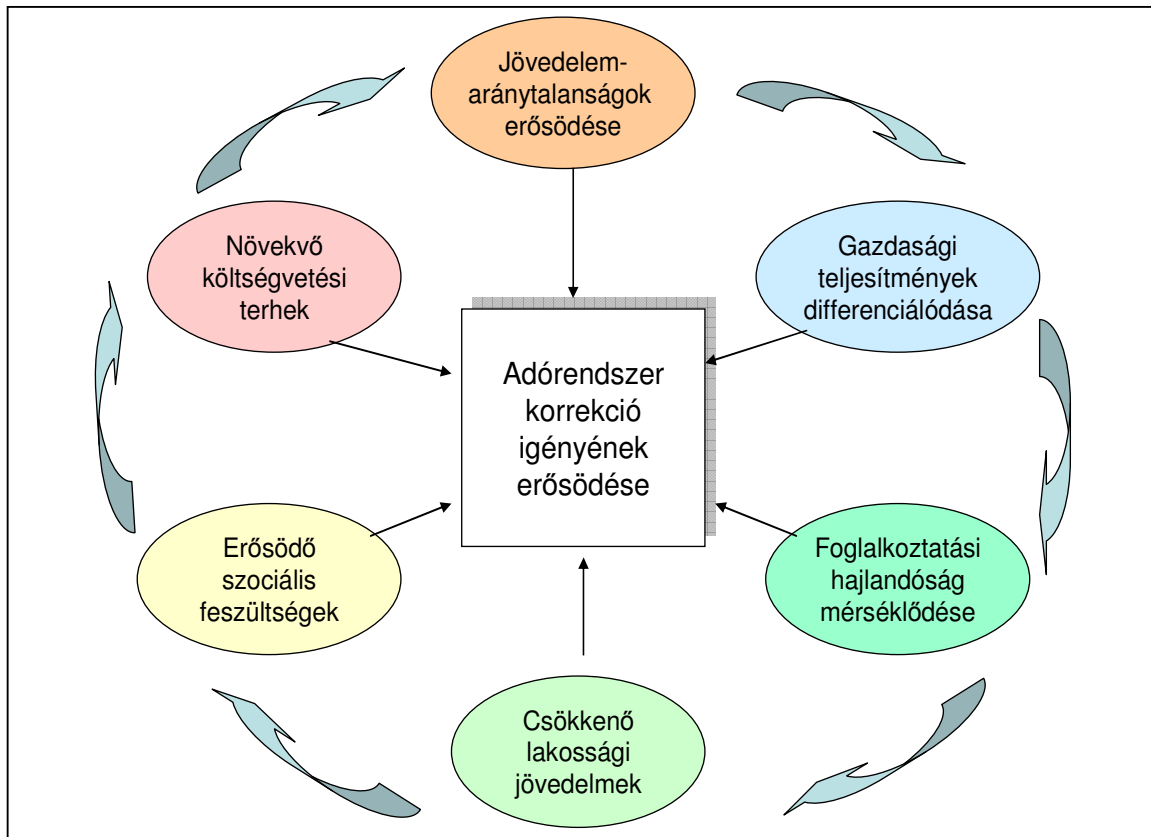 Jövedelem-
aránytalanságok
erősödése
Növekvő
költségvetési
terhek
Gazdasági
teljesítmények
differenciálódása
Adórendszer
korrekció
igényének
erősödése
Erősödő
szociális
feszültségek
Foglalkoztatási
hajlandóság
mérséklődése
Csökkenő
lakossági
jövedelmek